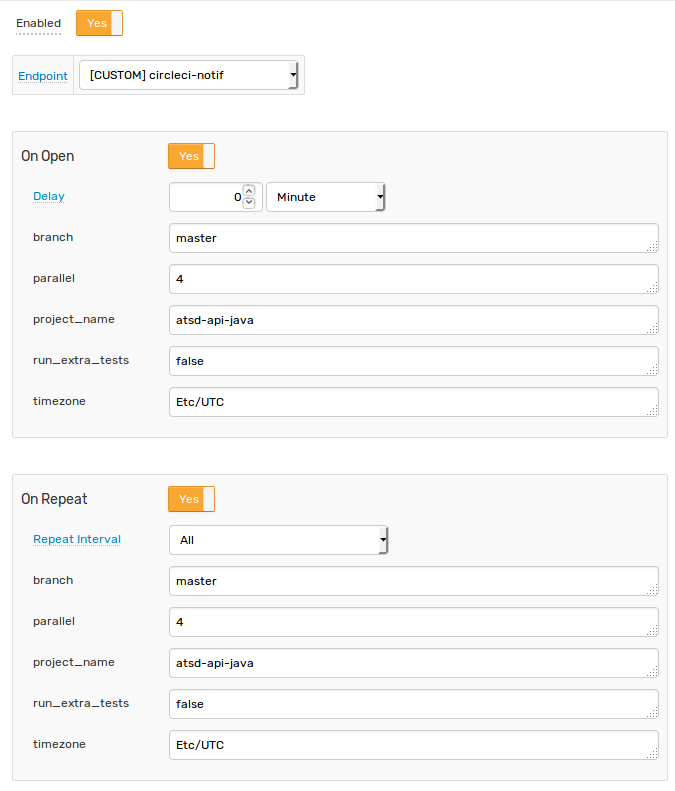 Enabled Yes
Endpoint [CUSTOM] circleci-notif
On Open Yes
Delay 0 Minute
branch master
parallel 4
project_name atsd-api-java
run_extra_tests false
timezone Etc/UTC
On Repeat Yes
Repeat Interval All
branch master
parallel 4
project_name atsd-api-java
run_extra_tests false
timezone Etc/UTC